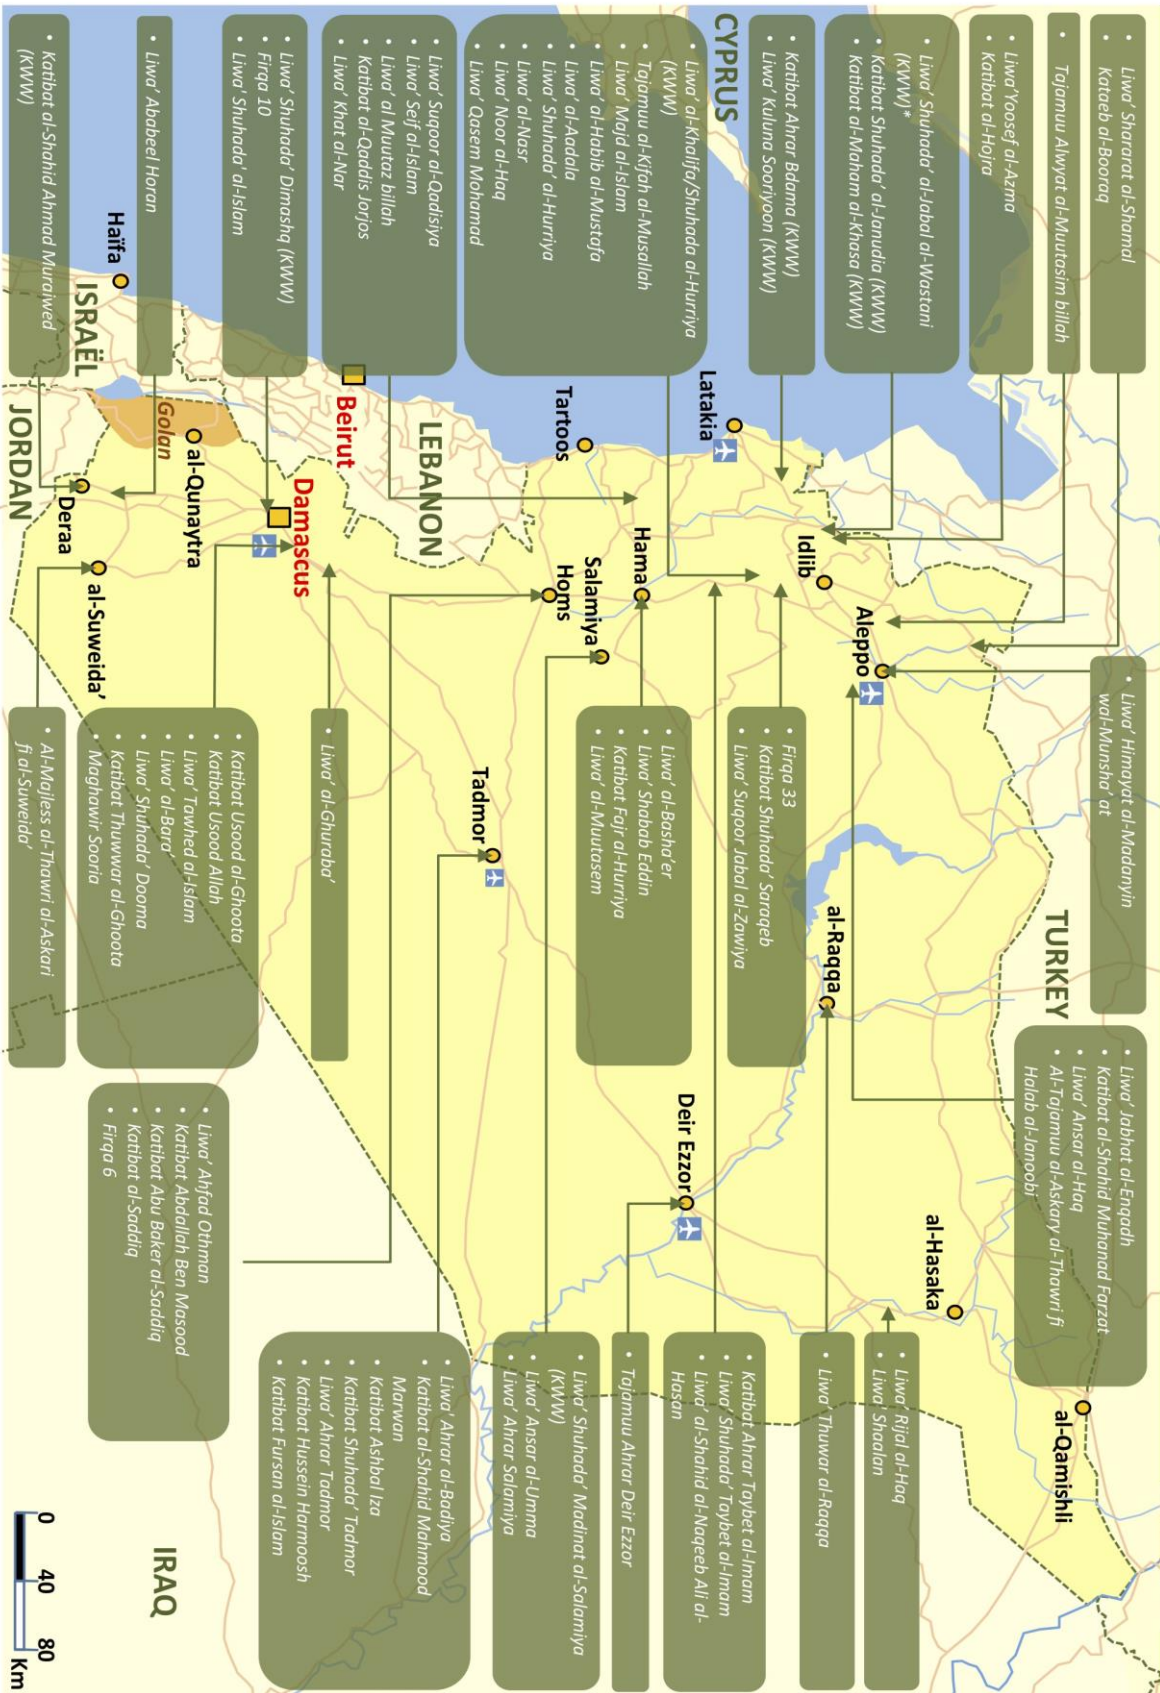 Liwa' Shararat al-Shamal
Kataeb al-Booraq
Tajamuu Alwyat al-Muutasim billah
Liwa'Yoosef al-Azma
Katibat al-Hojra
Liwa' Shuhada' al-Jabal al-Wastani
(KWW)*
Katibat Shuhada' al-Janudia (KWW)
Katibat al-Maham al-Khasa (KWW)
Katibat Ahrar Bdama (KWW)
Liwa' Kuluna Sooriyoon (KWW)
Liwa' al-Khalifa/Shuhada al-Hurriya
(KWW)
Tajamuu al-Kifah al-Musallah
Liwa' Majd al-Islam
Liwa' al-Habib al-Mustafa
Liwa' al-Aadala
Liwa' Shuhada' al-Hurriya
Liwa' al-Nasr
Liwa' Noor al-Haq
Liwa' Qasem Mohamad
Liwa' Suqoor al-Qadisiya
Liwa' Seif al-Islam
Liwa' al Muutaz billah
Katibat al-Qaddis Jorjos
Liwa' Khat al-Nar
Liwa' Shuhada' Dimashq (KWW)
Firqa 10
Liwa' Shuhada' al-Islam
Liwa' Ababeel Horan
Katibat al-Shahid Ahmad Muraiwed
(KWW)
Liwa' Himayat al-Madanyin
wal-Munsha' at
Liwa' Jabhat al-Enqadh
Katibat al-Shahid Muhanad Farzat
Liwa' Ansar al-Haq
Al-Tajamuu al-Askary al-Thawri fi
Halab al-Janoobi
Firqa 33
Katibat Shuhada' Saraqeb
Liwa' Suqoor Jabal al-Zawiya
Liwa' al-Basha'er
Liwa' Shabab Eddin
Katibat Fajr al-Hurriya
Liwa' al-Muutasem
Liwa' al-Ghuraba'
Katibat Usood al-Ghoota
Katibat Usood Allah
Liwa' Tawhed al-Islam
Liwa' al-Bara'
Liwa' Shuhada' Dooma
Katibat Thuwwar al-Ghoota
Maghawir Sooria
Al-Majless al-Thawri al-Askari
fi al-Suweida'
Liwa' Rijal al-Haq
Liwa' Shaalan
Liwa' Thuwar al-Raqqa
Katibat Ahrar Taybet al-Imam
Liwa' Shuhada' Taybet al-Imam
Liwa' al-Shahid al-Naqeeb Ali al-
Hasan
Tajamuu Ahrar Deir Ezzor
Liwa' Shuhada' Madinat al-Salamiya
(KWW)
Liwa' Ansar al-Umma
Liwa' Ahrar Salamiya
Liwa' Ahrar al-Badiya
Katibat al-Shahid Mahmood
Marwan
Katibat Ashbal Iza
Katibat Shuhada' Tadmor
Liwa' Ahrar Tadmor
Katibat Hussein Harmoosh
Katibat Fursan al-Islam
Liwa' Ahfad Othman
Katibat Abdallah Ben Masood
Katibat Abu Baker al-Saddiq
Katibat al-Saddiq
Firqa 6
CYPRUS
TURKEY
LEBANON
ISRAËL
JORDAN
IRAQ
Golan
Latakia
Tartoos
Idlib
Aleppo
Hama
Salamiya
Homs
Beirut
Damascus
Haïfa
al-Qunaytra
Deraa
al-Suweida'
Tadmor
al-Raqqa
Deir Ezzor
al-Hasaka
al-Qamishli
0 40 80
Km